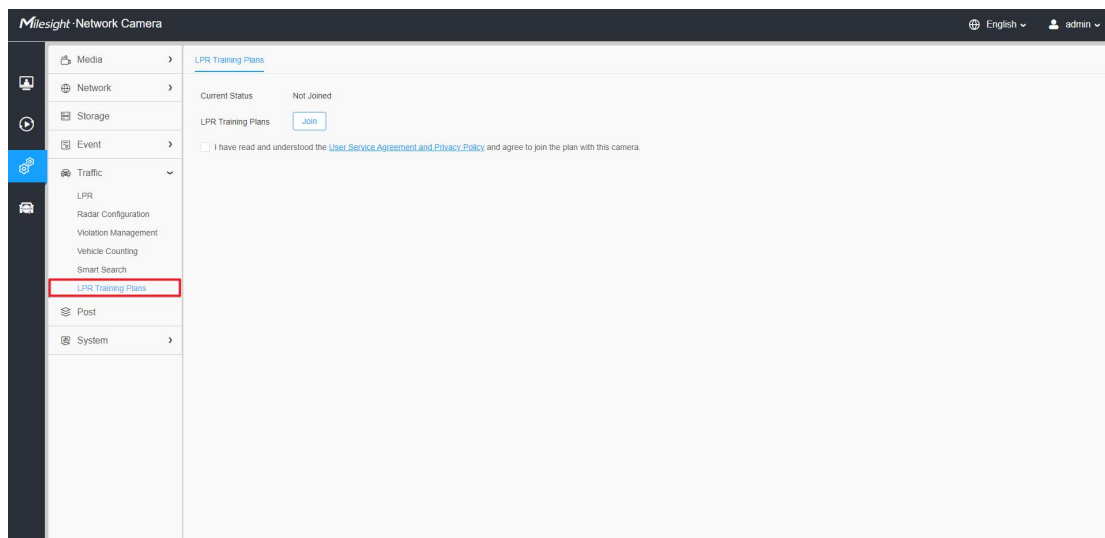 Milesight · Network Camera
English
admin
Media
Network
Storage
Event
Traffic
LPR
Radar Configuration
Violation Management
Vehicle Counting
Smart Search
LPR Training Plans
Post
System
LPR Training Plans
Current Status Not Joined
LPR Training Plans Join
I have read and understood the User Service Agreement and Privacy Policy and agree to join the plan with this camera.